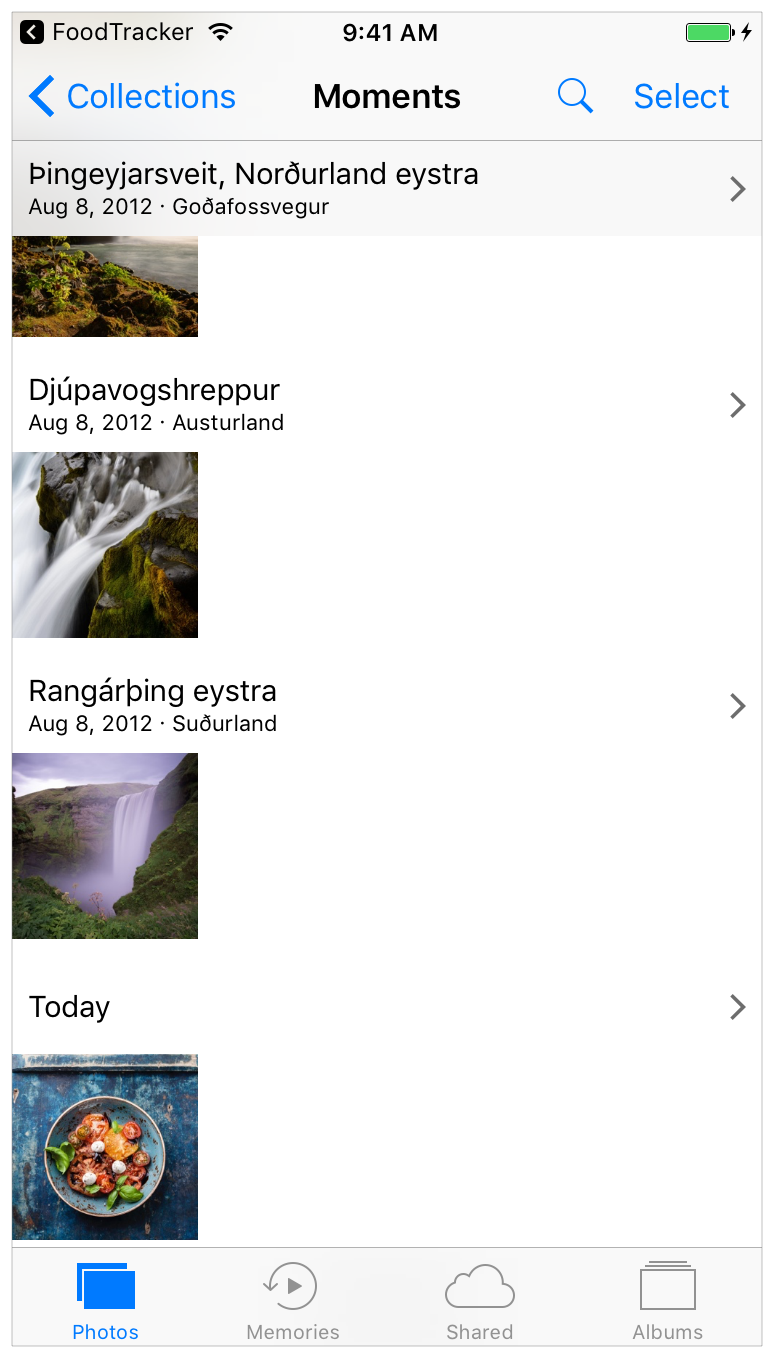 FoodTracker 9:41 AM
Collections Moments Select
Þingeyjarsveit, Norðurland eystra
Aug 8, 2012 · Goðafossvegur
Djúpavogshreppur
Aug 8, 2012 · Austurland
Rangárþing eystra
Aug 8, 2012 · Suðurland
Today
Photos Memories Shared Albums